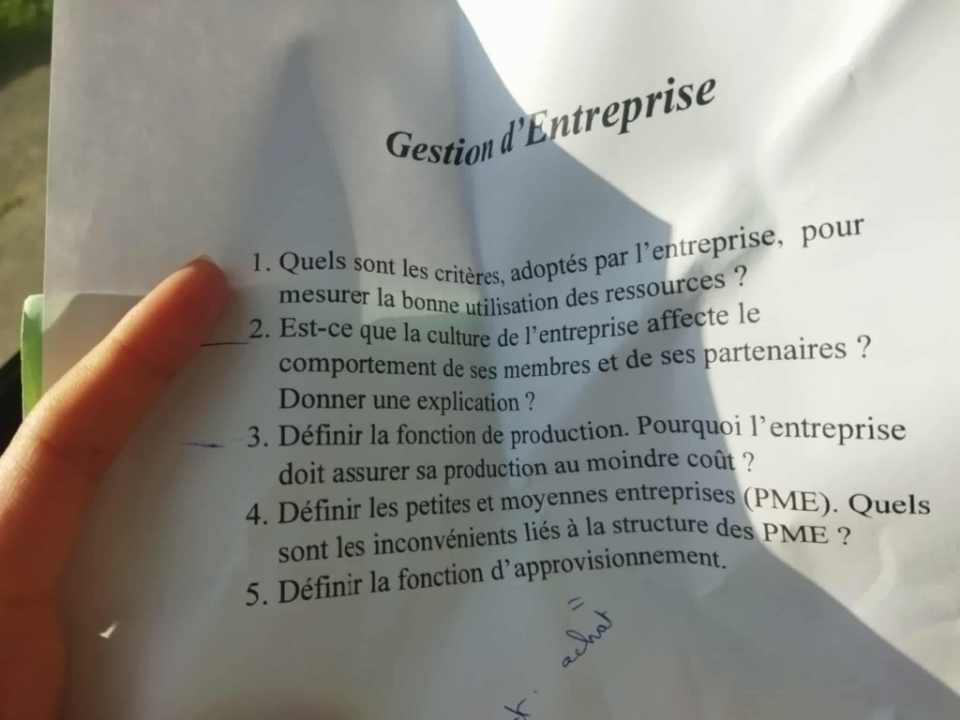 Gestion d'Entreprise
1. Quels sont les critères, adoptés par l'entreprise, pour
mesurer la bonne utilisation des ressources ?
2. Est-ce que la culture de l'entreprise affecte le
comportement de ses membres et de ses partenaires ?
Donner une explication ?
3. Définir la fonction de production. Pourquoi l'entreprise
doit assurer sa production au moindre coût ?
4. Définir les petites et moyennes entreprises (PME). Quels
sont les inconvénients liés à la structure des PME ?
5. Définir la fonction d'approvisionnement.
=
achat